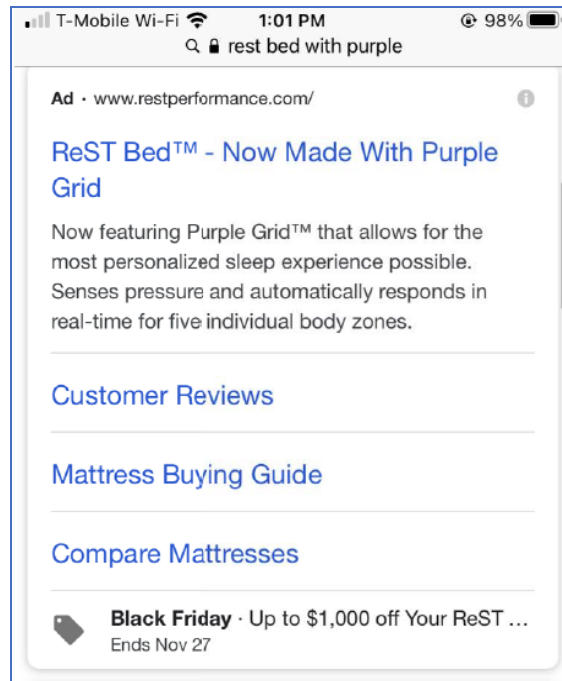 T-Mobile Wi-Fi 1:01 PM 98%
rest bed with purple
Ad · www.restperformance.com/
ReST Bed™ - Now Made With Purple
Grid
Now featuring Purple Grid™ that allows for the
most personalized sleep experience possible.
Senses pressure and automatically responds in
real-time for five individual body zones.
Customer Reviews
Mattress Buying Guide
Compare Mattresses
Black Friday · Up to $1,000 off Your ReST ...
Ends Nov 27